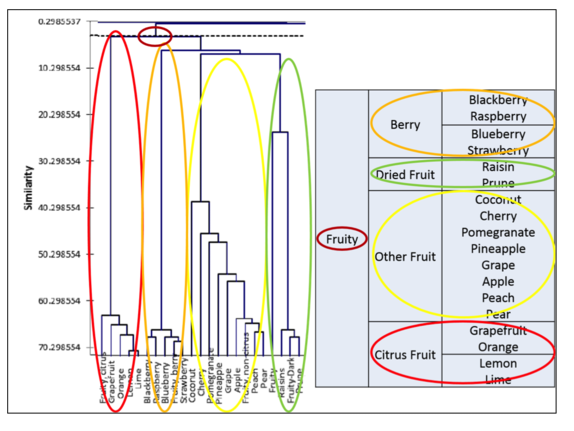 0.2985537
10.298554
20.298554
30.298554
40.298554
50.298554
60.298554
70.298554
Similarity
Fruity-citrus
Grapefruit
Orange
Lemon
Lime
Blackberry
Raspberry
Blueberry
Fruity-berry
Strawberry
Coconut
Cherry
Pomegranate
Pineapple
Grape
Apple
Fruity, non-citrus
Peach
Pear
Fruity
Raisins
Fruity-Dark
Prune
Fruity
Berry
Blackberry
Raspberry
Blueberry
Strawberry
Dried Fruit
Raisin
Prune
Other Fruit
Coconut
Cherry
Pomegranate
Pineapple
Grape
Apple
Peach
Pear
Citrus Fruit
Grapefruit
Orange
Lemon
Lime